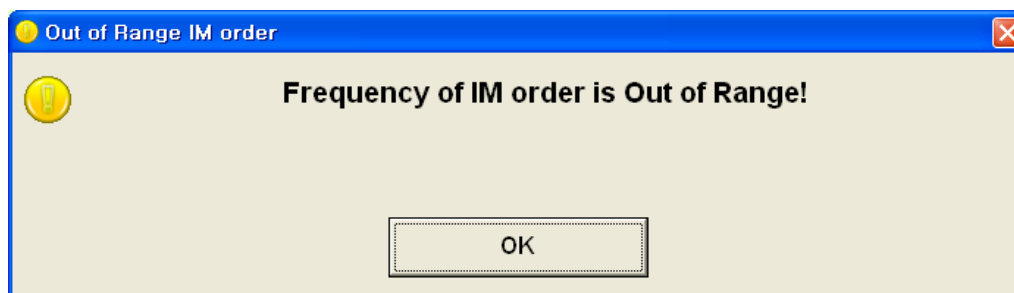 Out of Range IM order
Frequency of IM order is Out of Range!
OK